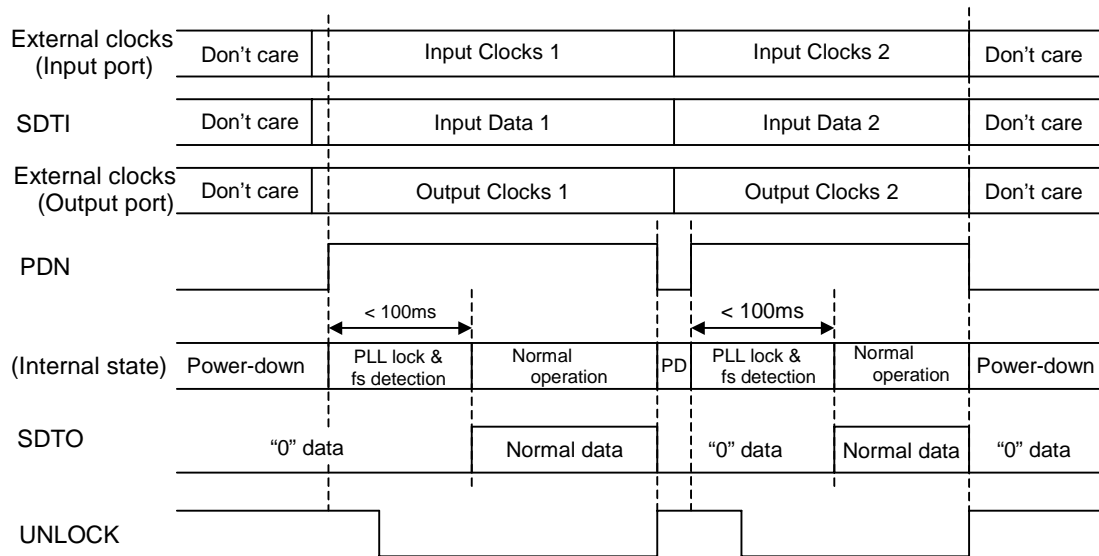 External clocks
(Input port)
Don’t care
Input Clocks 1
Input Clocks 2
Don’t care
SDTI
Don’t care
Input Data 1
Input Data 2
Don’t care
External clocks
(Output port)
Don’t care
Output Clocks 1
Output Clocks 2
Don’t care
PDN
< 100ms
< 100ms
(Internal state)
Power-down
PLL lock &
fs detection
Normal
operation
PD
PLL lock &
fs detection
Normal
operation
Power-down
SDTO
“0” data
Normal data
“0” data
Normal data
“0” data
UNLOCK